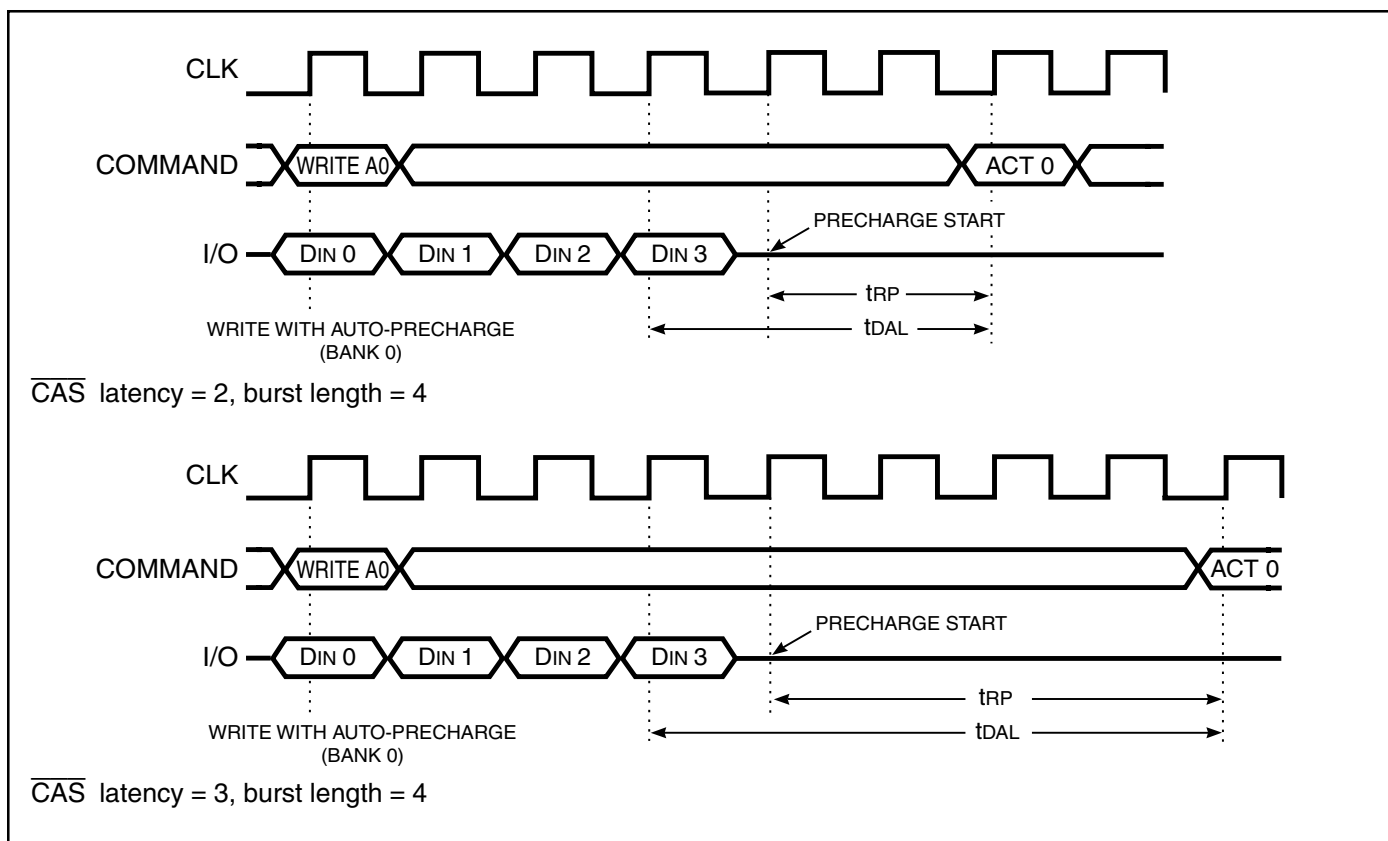 CLK
COMMAND
WRITE A0
ACT 0
PRECHARGE START
I/O
DIN 0
DIN 1
DIN 2
DIN 3
tRP
tDAL
WRITE WITH AUTO-PRECHARGE
(BANK 0)
CAS latency = 2, burst length = 4
CLK
COMMAND
WRITE A0
ACT 0
PRECHARGE START
I/O
DIN 0
DIN 1
DIN 2
DIN 3
tRP
tDAL
WRITE WITH AUTO-PRECHARGE
(BANK 0)
CAS latency = 3, burst length = 4